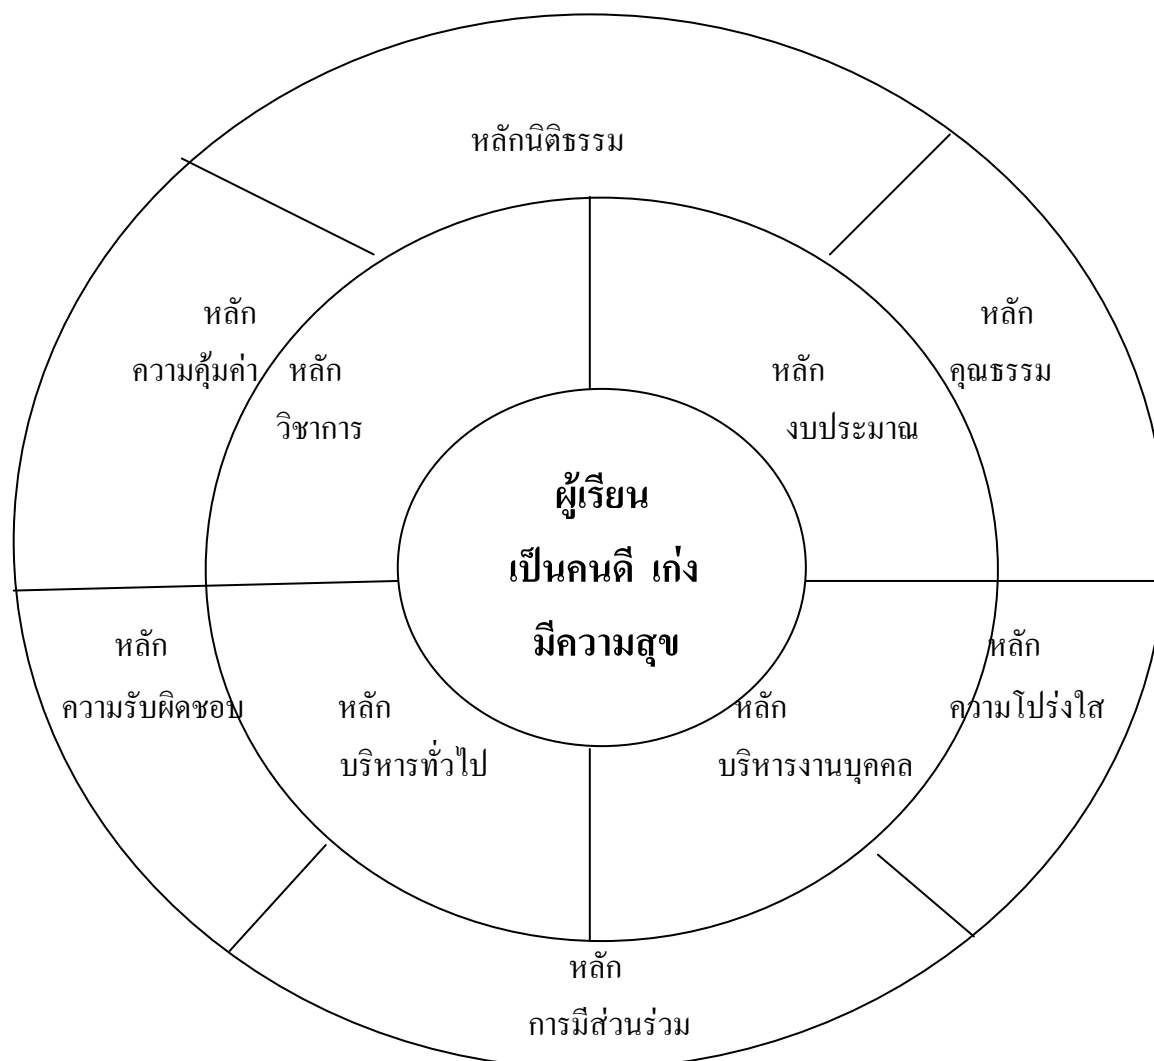 หลักนิติธรรม
หลัก
ความคุ้มค่า
หลัก
วิชาการ
หลัก
งบประมาณ
หลัก
คุณธรรม
ผู้เรียน
เป็นคนดี เก่ง
มีความสุข
หลัก
ความรับผิดชอบ
หลัก
บริหารทั่วไป
หลัก
บริหารงานบุคคล
หลัก
ความโปร่งใส
หลัก
การมีส่วนร่วม